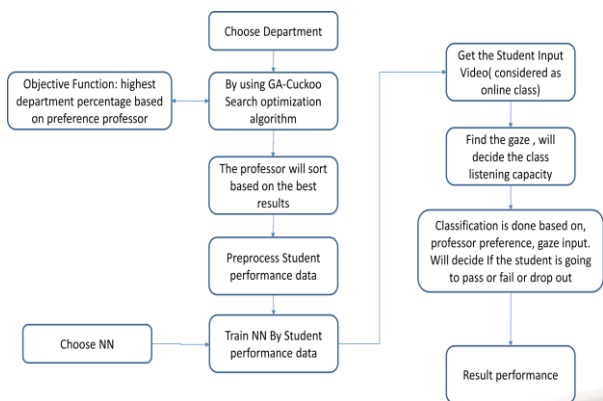 Choose Department
Objective Function: highest
department percentage based
on preference professor
By using GA-Cuckoo
Search optimization
algorithm
The professor will sort
based on the best
results
Preprocess Student
performance data
Choose NN
Train NN By Student
performance data
Get the Student Input
Video( considered as
online class)
Find the gaze , will
decide the class
listening capacity
Classification is done based on,
professor preference, gaze input.
Will decide If the student is going
to pass or fail or drop out
Result performance